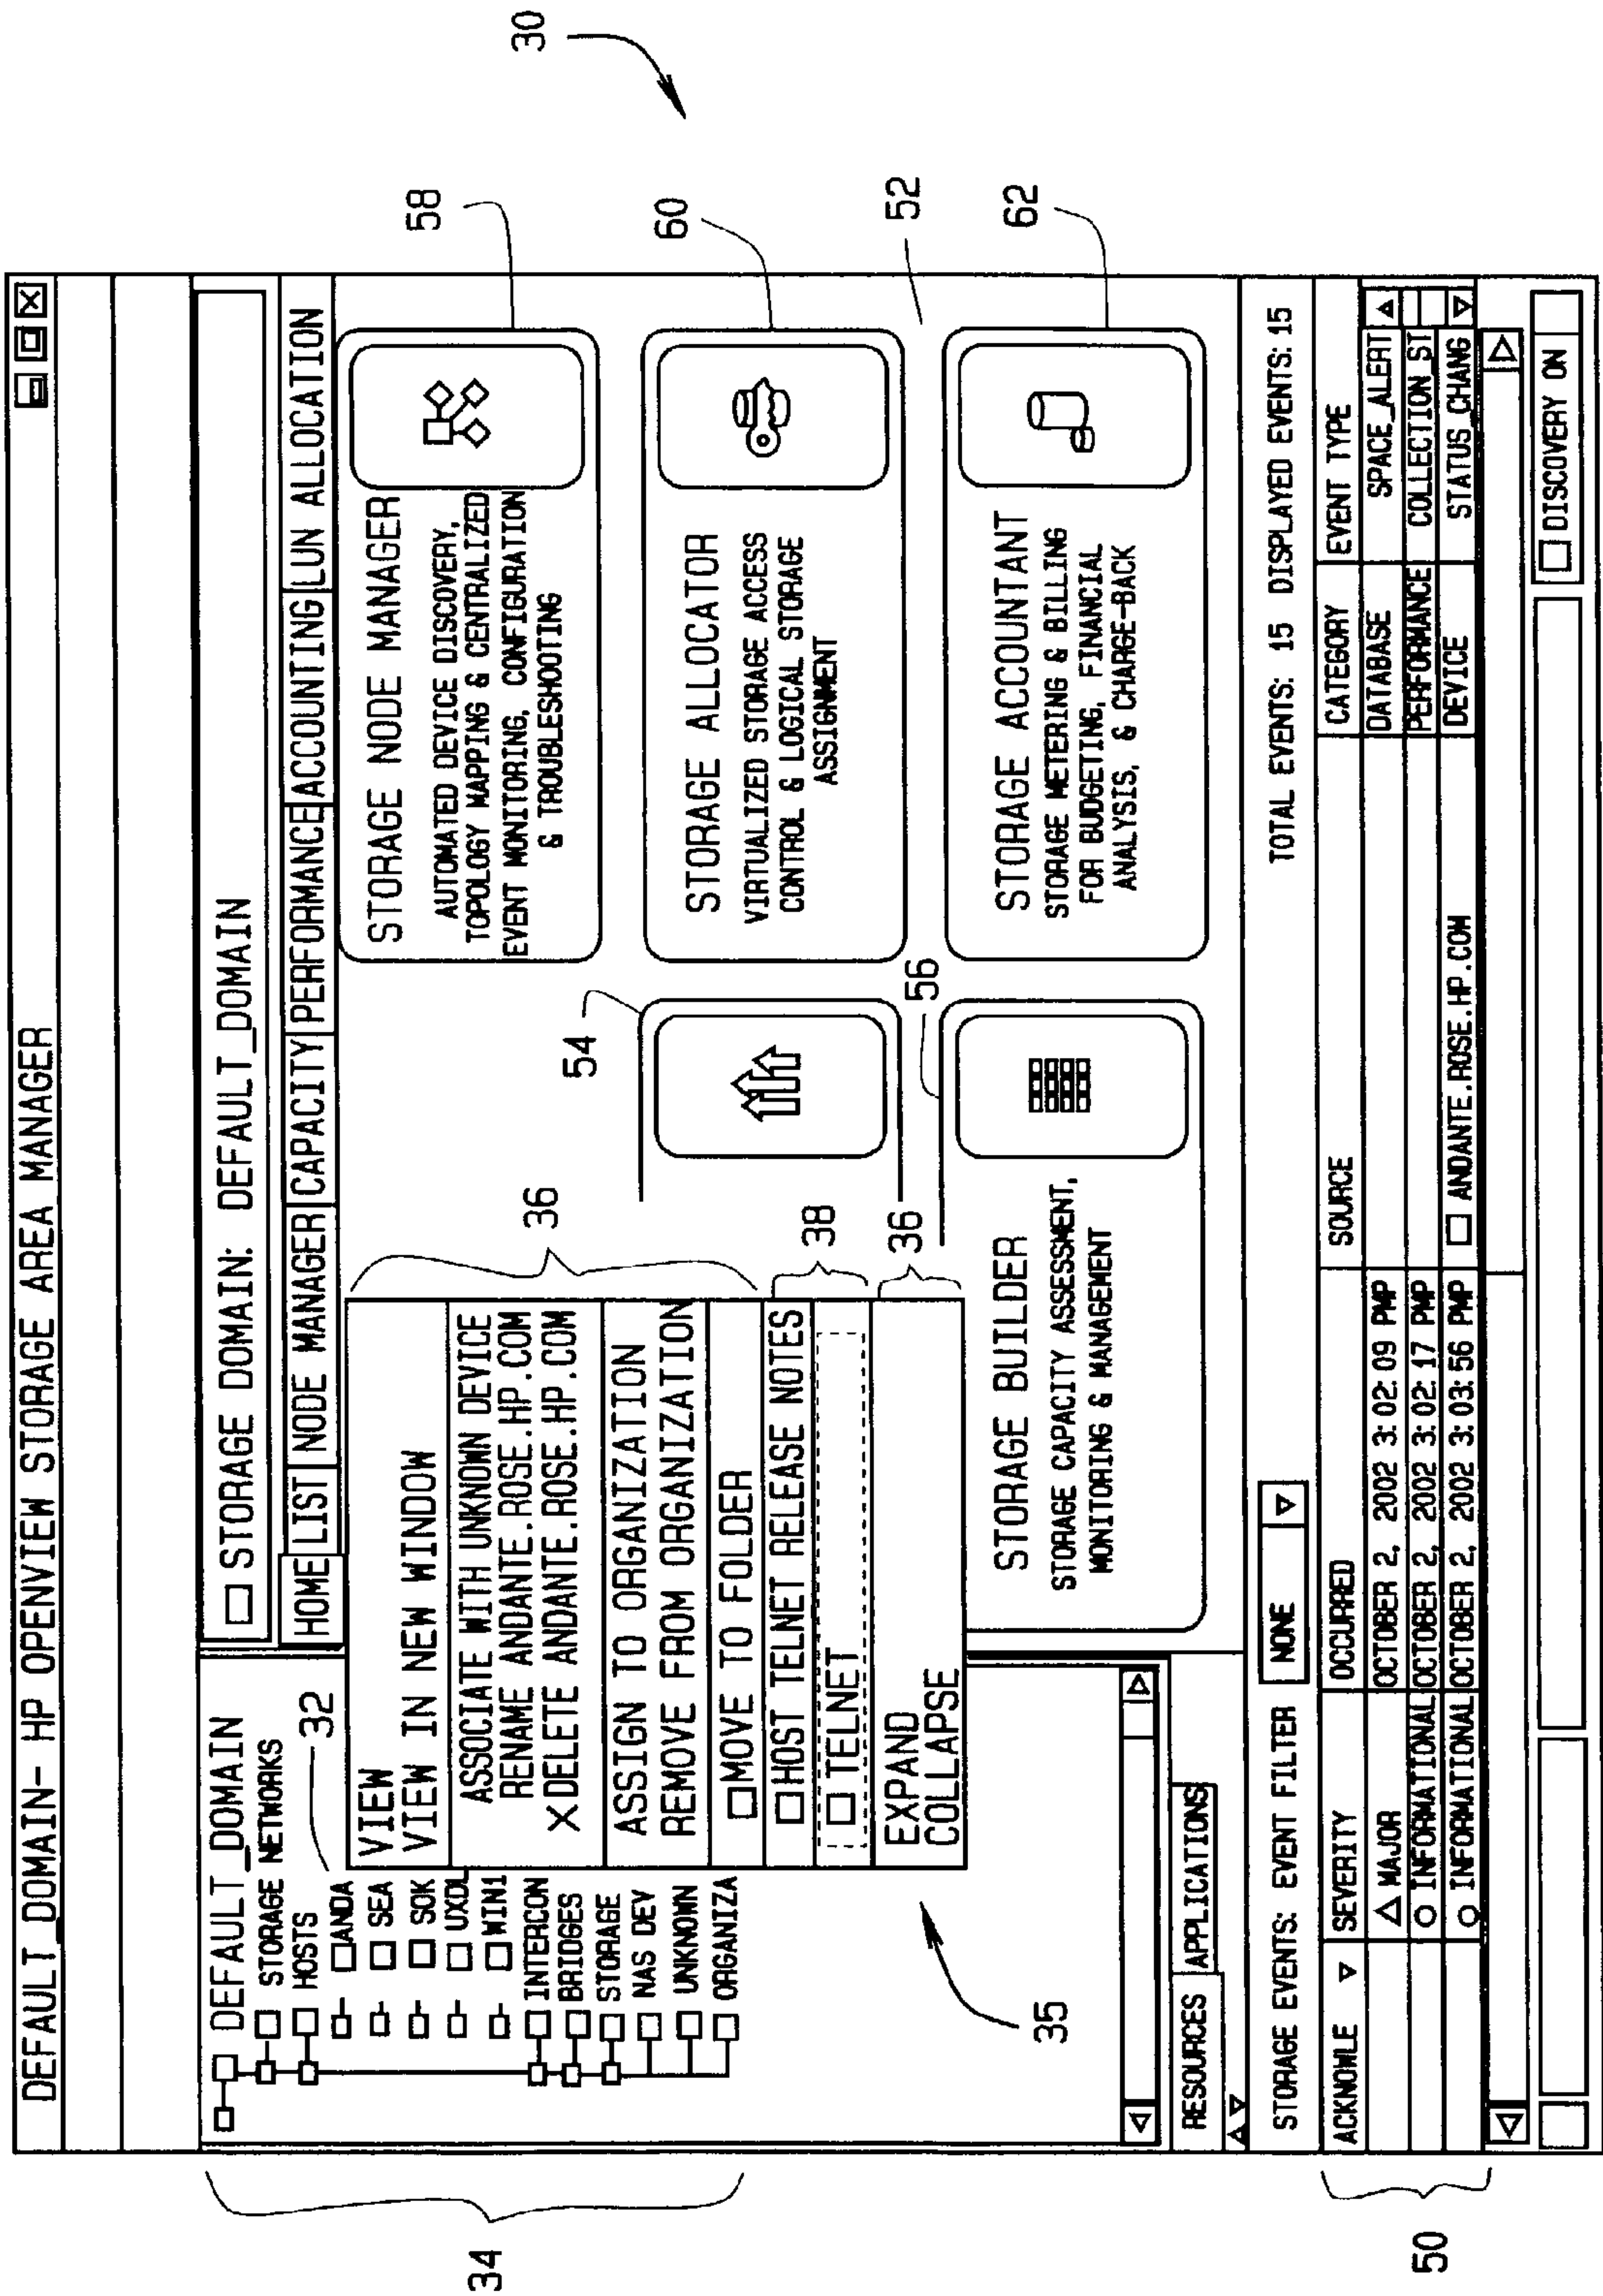 DEFAULT_DOMAIN- HP OPENVIEW STORAGE AREA MANAGER
30
DEFAULT_DOMAIN
STORAGE NETWORKS
HOSTS
32
ANDA
SEA
SOK
UXDL
WIN1
INTERCON
BRIDGES
STORAGE
NAS DEV
UNKNOWN
ORGANIZA
34
35
STORAGE DOMAIN: DEFAULT_DOMAIN
HOME LIST NODE MANAGER CAPACITY PERFORMANCE ACCOUNTING LUN ALLOCATION
VIEW
VIEW IN NEW WINDOW
ASSOCIATE WITH UNKNOWN DEVICE
RENAME ANDANTE.ROSE.HP.COM
X DELETE ANDANTE.ROSE.HP.COM
ASSIGN TO ORGANIZATION
REMOVE FROM ORGANIZATION
MOVE TO FOLDER
HOST TELNET RELEASE NOTES
TELNET
EXPAND
COLLAPSE
36
38
36
54
56
STORAGE BUILDER
STORAGE CAPACITY ASSESSMENT,
MONITORING & MANAGEMENT
STORAGE NODE MANAGER
AUTOMATED DEVICE DISCOVERY,
TOPOLOGY MAPPING & CENTRALIZED
EVENT MONITORING, CONFIGURATION
& TROUBLESHOOTING
58
STORAGE ALLOCATOR
VIRTUALIZED STORAGE ACCESS
CONTROL & LOGICAL STORAGE
ASSIGNMENT
60
52
STORAGE ACCOUNTANT
STORAGE METERING & BILLING
FOR BUDGETING, FINANCIAL
ANALYSIS, & CHARGE-BACK
62
RESOURCES APPLICATIONS
STORAGE EVENTS: EVENT FILTER NONE TOTAL EVENTS: 15 DISPLAYED EVENTS: 15
ACKNOWLE SEVERITY OCCURRED SOURCE CATEGORY EVENT TYPE
MAJOR OCTOBER 2, 2002 3:02:09 PMP DATABASE SPACE_ALERT
INFORMATIONAL OCTOBER 2, 2002 3:02:17 PMP PERFORMANCE COLLECTION_ST
INFORMATIONAL OCTOBER 2, 2002 3:03:56 PMP ANDANTE.ROSE.HP.COM DEVICE STATUS_CHANG
50
DISCOVERY ON